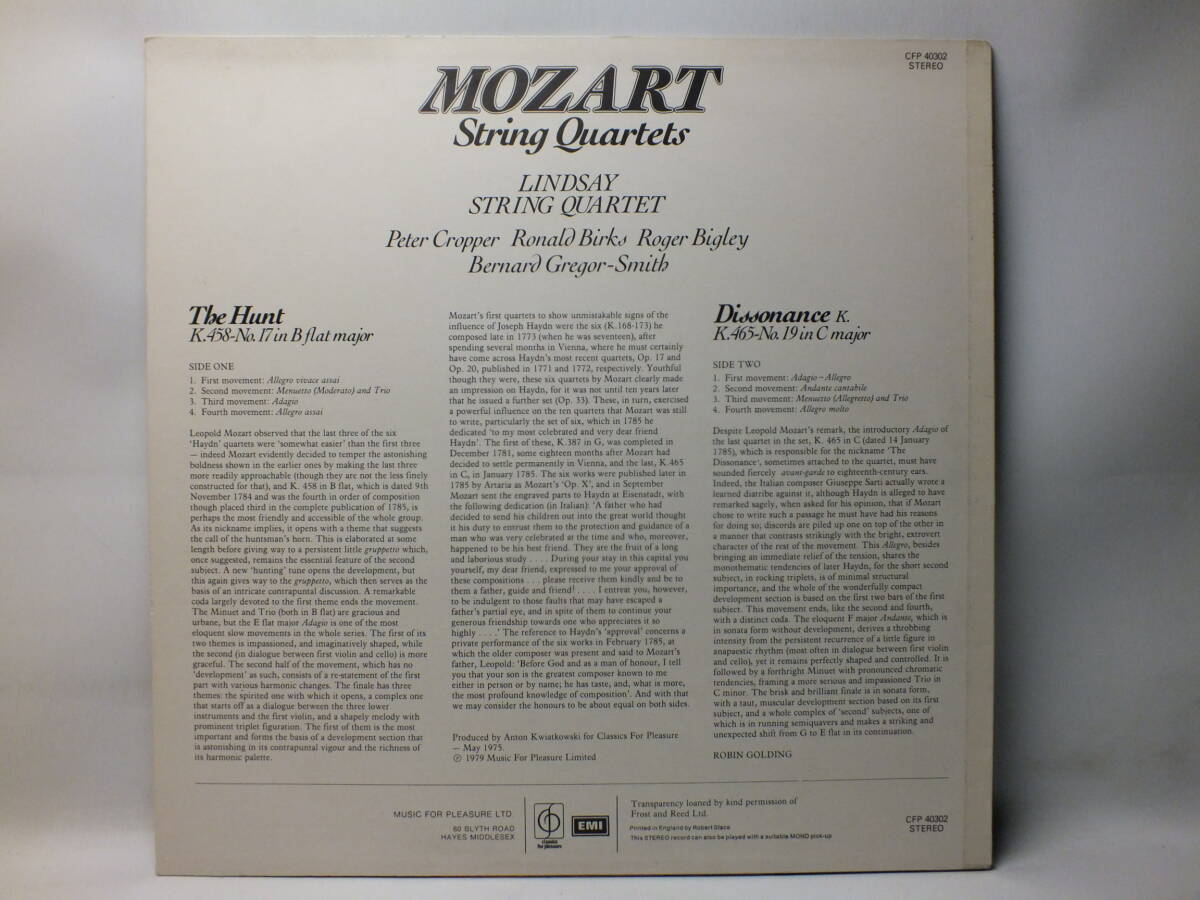 CFP 40302
STEREO
MOZART
String Quartets
LINDSAY
STRING QUARTET
Peter Cropper Ronald Birks Roger Bigley
Bernard Gregor-Smith
The Hunt
K.458-No. 17 in B flat major
SIDE ONE
1. First movement: Allegro vivace assai
2. Second movement: Menuetto (Moderato) and Trio
3. Third movement: Adagio
4. Fourth movement: Allegro assai
Leopold Mozart observed that the last three of the six
'Haydn' quartets were 'somewhat easier' than the first three
— indeed Mozart evidently decided to temper the astonishing
boldness shown in the earlier ones by making the last three
more readily approachable (though they are not the less finely
constructed for that), and K. 458 in B flat, which is dated 9th
November 1784 and was the fourth in order of composition
though placed third in the complete publication of 1785, is
perhaps the most friendly and accessible of the whole group.
As its nickname implies, it opens with a theme that suggests
the call of the huntsman's horn. This is elaborated at some
length before giving way to a persistent little gruppetto which,
once suggested, remains the essential feature of the second
subject. A new 'hunting' tune opens the development, but
this again gives way to the gruppetto, which then serves as the
basis of an intricate contrapuntal discussion. A remarkable
coda largely devoted to the first theme ends the movement.
The Minuet and Trio (both in B flat) are gracious and
urbane, but the E flat major Adagio is one of the most
eloquent slow movements in the whole series. The first of its
two themes is impassioned, and imaginatively shaped, while
the second (in dialogue between first violin and cello) is more
graceful. The second half of the movement, which has no
'development' as such, consists of a re-statement of the first
part with various harmonic changes. The finale has three
themes: the spirited one with which it opens, a complex one
that starts off as a dialogue between the three lower
instruments and the first violin, and a shapely melody with
prominent triplet figuration. The first of them is the most
important and forms the basis of a development section that
is astonishing in its contrapuntal vigour and the richness of
its harmonic palette.
Mozart's first quartets to show unmistakable signs of the
influence of Joseph Haydn were the six (K.168-173) he
composed late in 1773 (when he was seventeen), after
spending several months in Vienna, where he must certainly
have come across Haydn's most recent quartets, Op. 17 and
Op. 20, published in 1771 and 1772, respectively. Youthful
though they were, these six quartets by Mozart clearly made
an impression on Haydn, for it was not until ten years later
that he issued a further set (Op. 33). These, in turn, exercised
a powerful influence on the ten quartets that Mozart was still
to write, particularly the set of six, which in 1785 he
dedicated 'to my most celebrated and very dear friend
Haydn'. The first of these, K.387 in G, was completed in
December 1781, some eighteen months after Mozart had
decided to settle permanently in Vienna, and the last, K.465
in C, in January 1785. The six works were published later in
1785 by Artaria as Mozart's 'Op. X', and in September
Mozart sent the engraved parts to Haydn at Eisenstadt, with
the following dedication (in Italian): 'A father who had
decided to send his children out into the great world thought
it his duty to entrust them to the protection and guidance of a
man who was very celebrated at the time and who, moreover,
happened to be his best friend. They are the fruit of a long
and laborious study . . . . During your stay in this capital you
yourself, my dear friend, expressed to me your approval of
these compositions . . . please receive them kindly and be to
them a father, guide and friend! . . . . I entreat you, however,
to be indulgent to those faults that may have escaped a
father's partial eye, and in spite of them to continue your
generous friendship towards one who appreciates it so
highly . . . .' The reference to Haydn's 'approval' concerns a
private performance of the six works in February 1785, at
which the older composer was present and said to Mozart's
father, Leopold: 'Before God and as a man of honour, I tell
you that your son is the greatest composer known to me
either in person or by name; he has taste, and, what is more,
the most profound knowledge of composition'. And with that
we may consider the honours to be about equal on both sides.
Produced by Anton Kwiatkowski for Classics For Pleasure
— May 1975.
Ⓟ 1979 Music For Pleasure Limited
Dissonance K.
K.465-No. 19 in C major
SIDE TWO
1. First movement: Adagio – Allegro
2. Second movement: Andante cantabile
3. Third movement: Menuetto (Allegretto) and Trio
4. Fourth movement: Allegro molto
Despite Leopold Mozart's remark, the introductory Adagio of
the last quartet in the set, K. 465 in C (dated 14 January
1785), which is responsible for the nickname 'The
Dissonance', sometimes attached to the quartet, must have
sounded fiercely avant-garde to eighteenth-century ears.
Indeed, the Italian composer Giuseppe Sarti actually wrote a
learned diatribe against it, although Haydn is alleged to have
remarked sagely, when asked for his opinion, that if Mozart
chose to write such a passage he must have had his reasons
for doing so; discords are piled up one on top of the other in
a manner that contrasts strikingly with the bright, extrovert
character of the rest of the movement. This Allegro, besides
bringing an immediate relief of the tension, shares the
monothematic tendencies of later Haydn, for the short second
subject, in rocking triplets, is of minimal structural
importance, and the whole of the wonderfully compact
development section is based on the first two bars of the first
subject. This movement ends, like the second and fourth,
with a distinct coda. The eloquent F major Andante, which is
in sonata form without development, derives a throbbing
intensity from the persistent recurrence of a little figure in
anapaestic rhythm (most often in dialogue between first violin
and cello), yet it remains perfectly shaped and controlled. It is
followed by a forthright Minuet with pronounced chromatic
tendencies, framing a more serious and impassioned Trio in
C minor. The brisk and brilliant finale is in sonata form,
with a taut, muscular development section based on its first
subject, and a whole complex of 'second' subjects, one of
which is in running semiquavers and makes a striking and
unexpected shift from G to E flat in its continuation.
ROBIN GOLDING
MUSIC FOR PLEASURE LTD.
80 BLYTH ROAD
HAYES MIDDLESEX
classics
for pleasure
EMI
Transparency loaned by kind permission of
Frost and Reed Ltd.
Printed in England by Robert Stace
This STEREO record can also be played with a suitable MONO pick-up
CFP 40302
STEREO